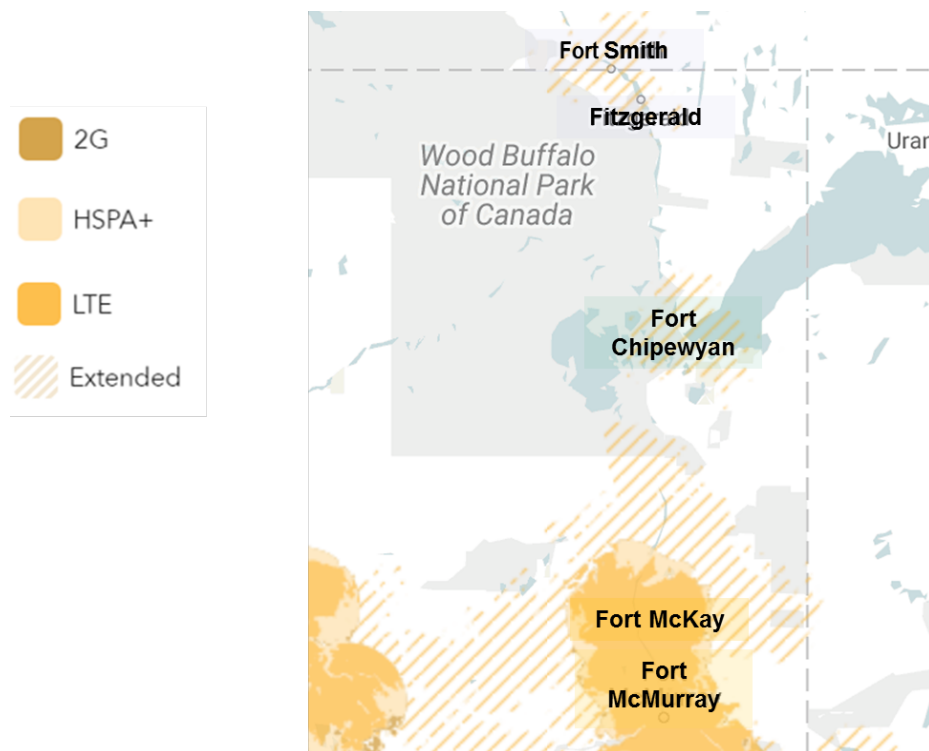 2G
HSPA+
LTE
Extended
Fort Smith
Fitzgerald
Wood Buffalo
National Park
of Canada
Uran
Fort
Chipewyan
Fort McKay
Fort
McMurray